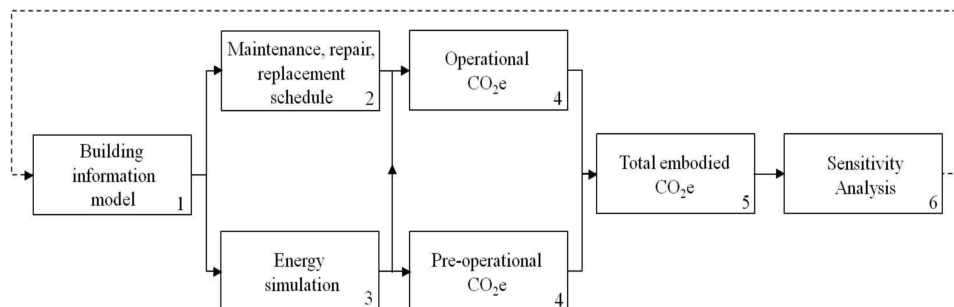 Maintenance, repair,
replacement
schedule
2
Operational
CO₂e
4
Building
information
model
1
Total embodied
CO₂e
5
Sensitivity
Analysis
6
Energy
simulation
3
Pre-operational
CO₂e
4